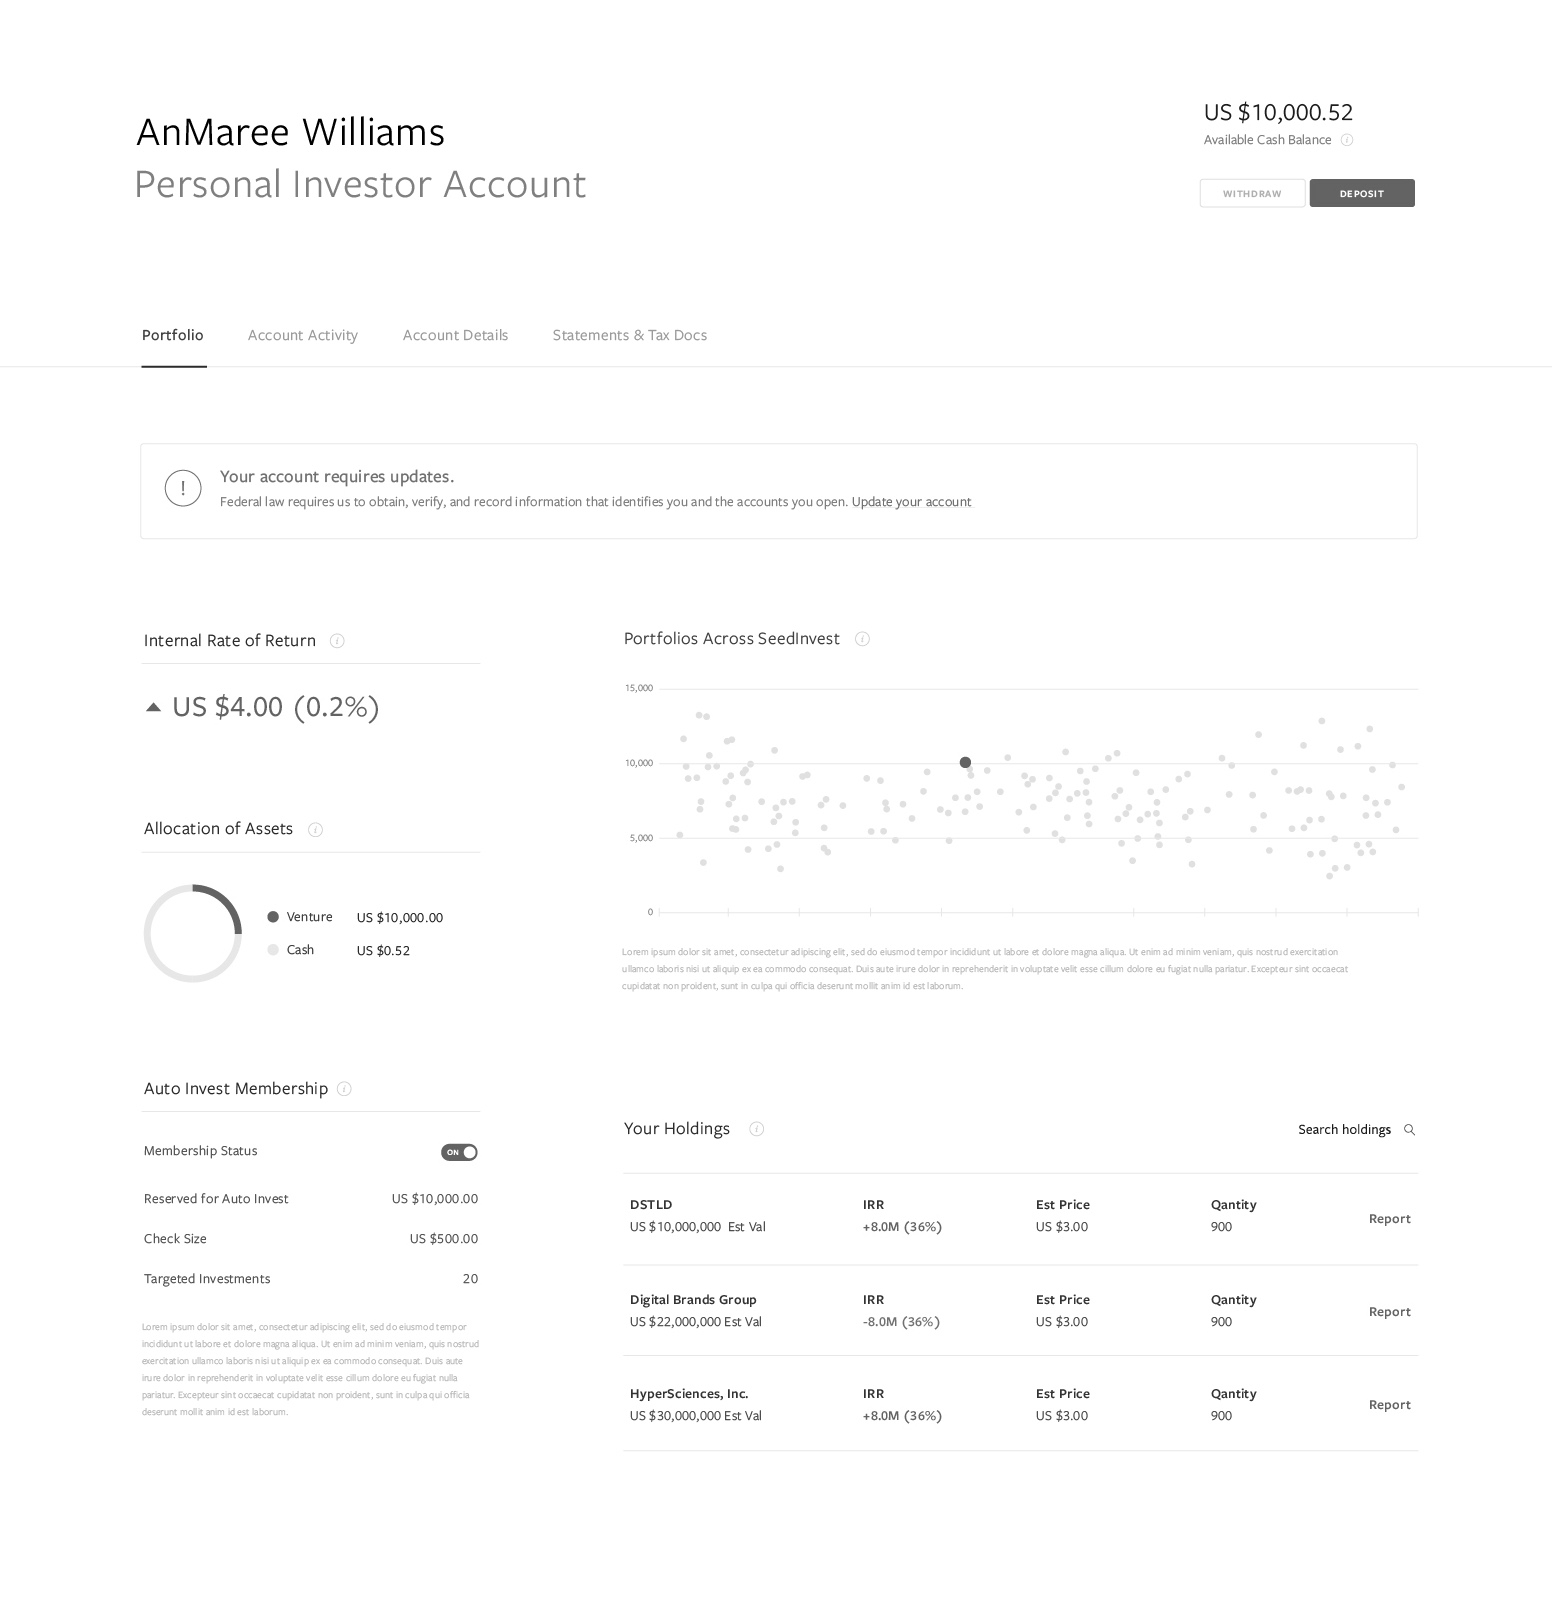 AnMaree Williams
Personal Investor Account
US $10,000.52
Available Cash Balance i
WITHDRAW DEPOSIT
Portfolio Account Activity Account Details Statements & Tax Docs
!
Your account requires updates.
Federal law requires us to obtain, verify, and record information that identifies you and the accounts you open. Update your account
Internal Rate of Return i
US $4.00 (0.2%)
Allocation of Assets i
Venture US $10,000.00
Cash US $0.52
Portfolios Across SeedInvest i
15,000
10,000
5,000
0
Lorem ipsum dolor sit amet, consectetur adipiscing elit, sed do eiusmod tempor incididunt ut labore et dolore magna aliqua. Ut enim ad minim veniam, quis nostrud exercitation
ullamco laboris nisi ut aliquip ex ea commodo consequat. Duis aute irure dolor in reprehenderit in voluptate velit esse cillum dolore eu fugiat nulla pariatur. Excepteur sint occaecat
cupidatat non proident, sunt in culpa qui officia deserunt mollit anim id est laborum.
Auto Invest Membership i
Membership Status ON
Reserved for Auto Invest US $10,000.00
Check Size US $500.00
Targeted Investments 20
Lorem ipsum dolor sit amet, consectetur adipiscing elit, sed do eiusmod tempor
incididunt ut labore et dolore magna aliqua. Ut enim ad minim veniam, quis nostrud
exercitation ullamco laboris nisi ut aliquip ex ea commodo consequat. Duis aute
irure dolor in reprehenderit in voluptate velit esse cillum dolore eu fugiat nulla
pariatur. Excepteur sint occaecat cupidatat non proident, sunt in culpa qui officia
deserunt mollit anim id est laborum.
Your Holdings i Search holdings
DSTLD IRR Est Price Qantity
US $10,000,000 Est Val +8.0M (36%) US $3.00 900 Report
Digital Brands Group IRR Est Price Qantity
US $22,000,000 Est Val -8.0M (36%) US $3.00 900 Report
HyperSciences, Inc. IRR Est Price Qantity
US $30,000,000 Est Val +8.0M (36%) US $3.00 900 Report